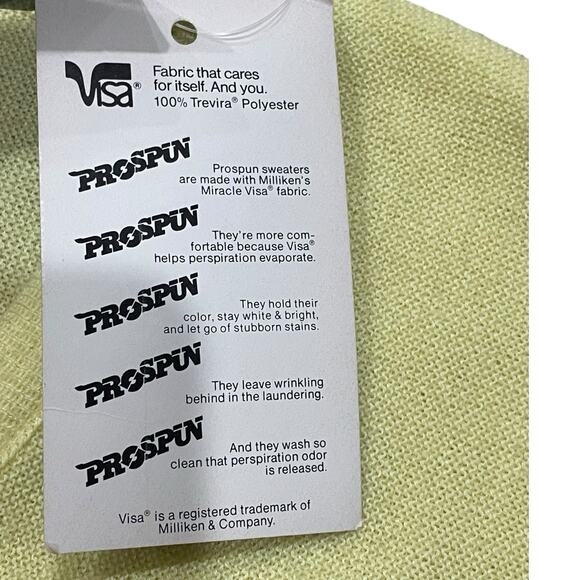 Visa®
Fabric that cares
for itself. And you.
100% Trevira® Polyester
PROSPUN
Prospun sweaters
are made with Milliken's
Miracle Visa® fabric.
PROSPUN
They're more com-
fortable because Visa®
helps perspiration evaporate.
PROSPUN
They hold their
color, stay white & bright,
and let go of stubborn stains.
PROSPUN
They leave wrinkling
behind in the laundering.
PROSPUN
And they wash so
clean that perspiration odor
is released.
Visa® is a registered trademark of
Milliken & Company.